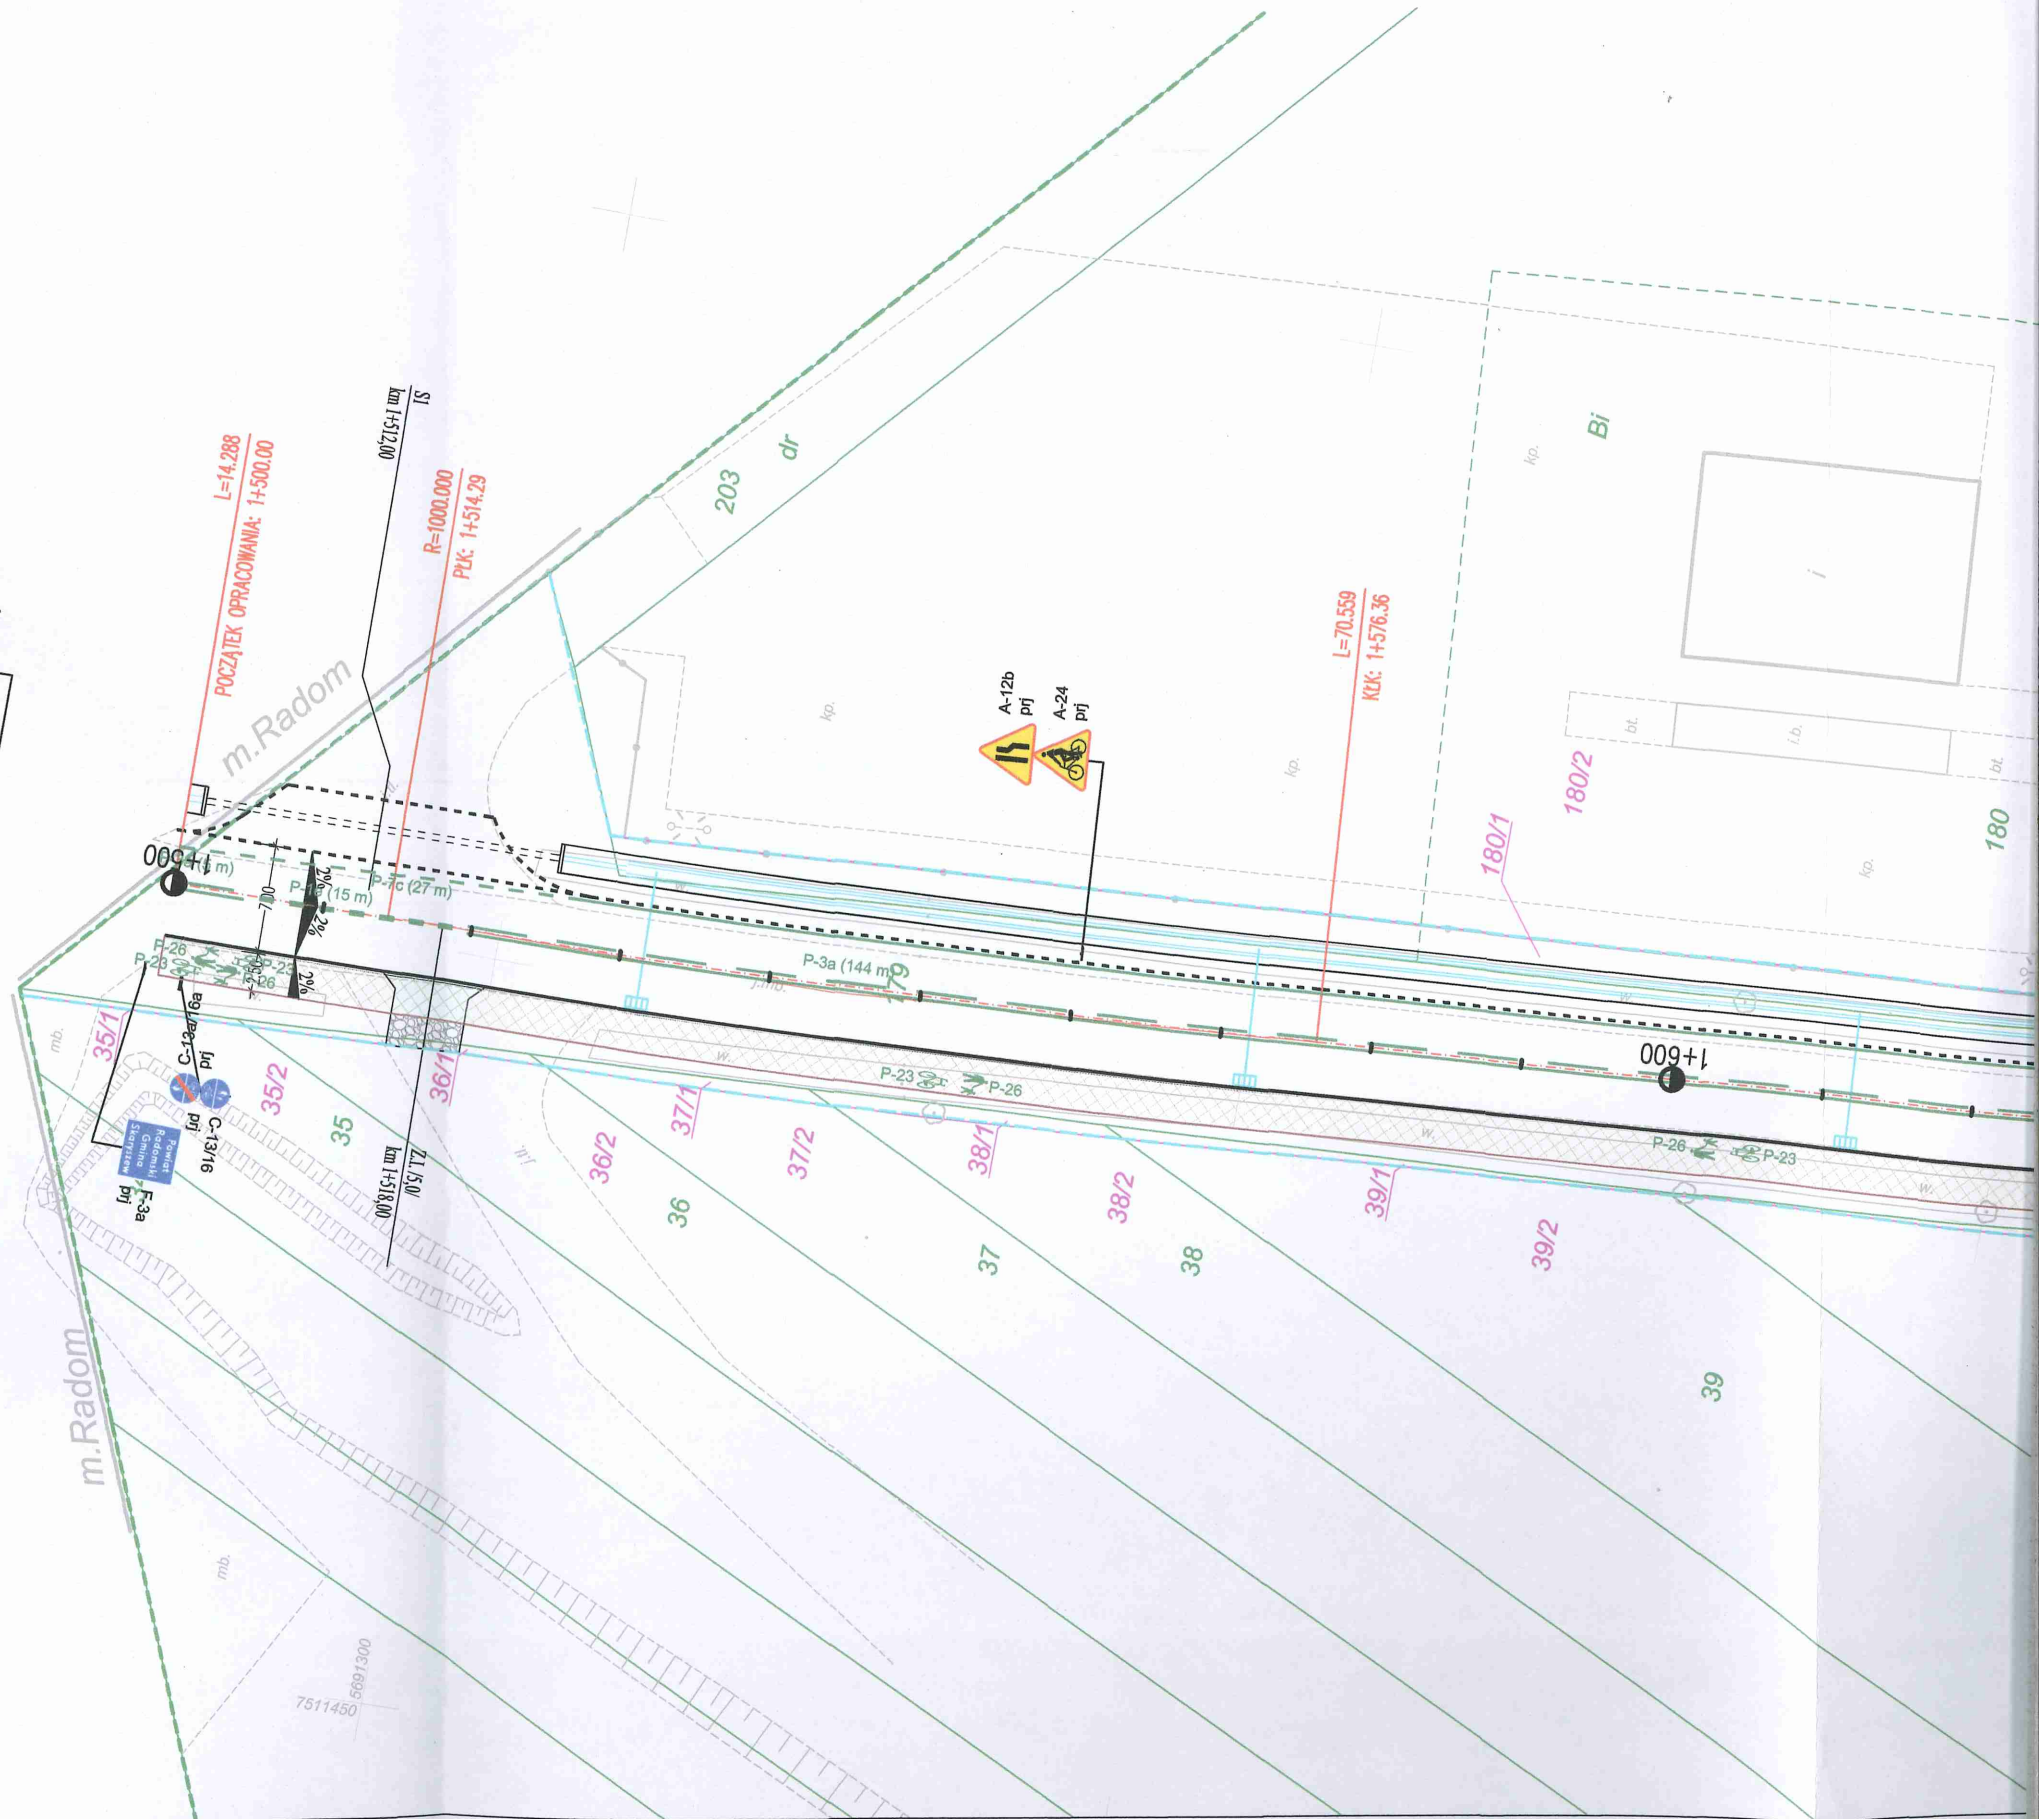 203
dr
Bi
kp.
i
S1
km 1+512,00
L=14.288
POCZĄTEK OPRACOWANIA: 1+500.00
R=1000.000
PŁK: 1+514.29
m.Radom
kp.
A-12b
prj
A-24
prj
L=70.559
KŁK: 1+576.36
kp.
bt.
i.b.
bt.
180/2
180/1
180
kp.
1+500
P-1a (15 m)
P-7c (27 m)
7,00
2%
2%
2%
2,50
P-26
P-23
P-23
P-26
w.
P-3a (144 m)
179
j.mb.
w.
1+600
mb.
35/1
C-13a/16a
prj
C-13/16
prj
Powiat
Radomski
Gmina
Skaryszew
F-3a
prj
35/2
35
36/1
Z.I. /5.0/
km 1+518,00
36/2
36
37/1
37/2
37
w.
P-23
P-26
38/1
38/2
38
w.
39/1
39/2
39
P-26
P-23
w.
m.Radom
mb.
5691300
7511450